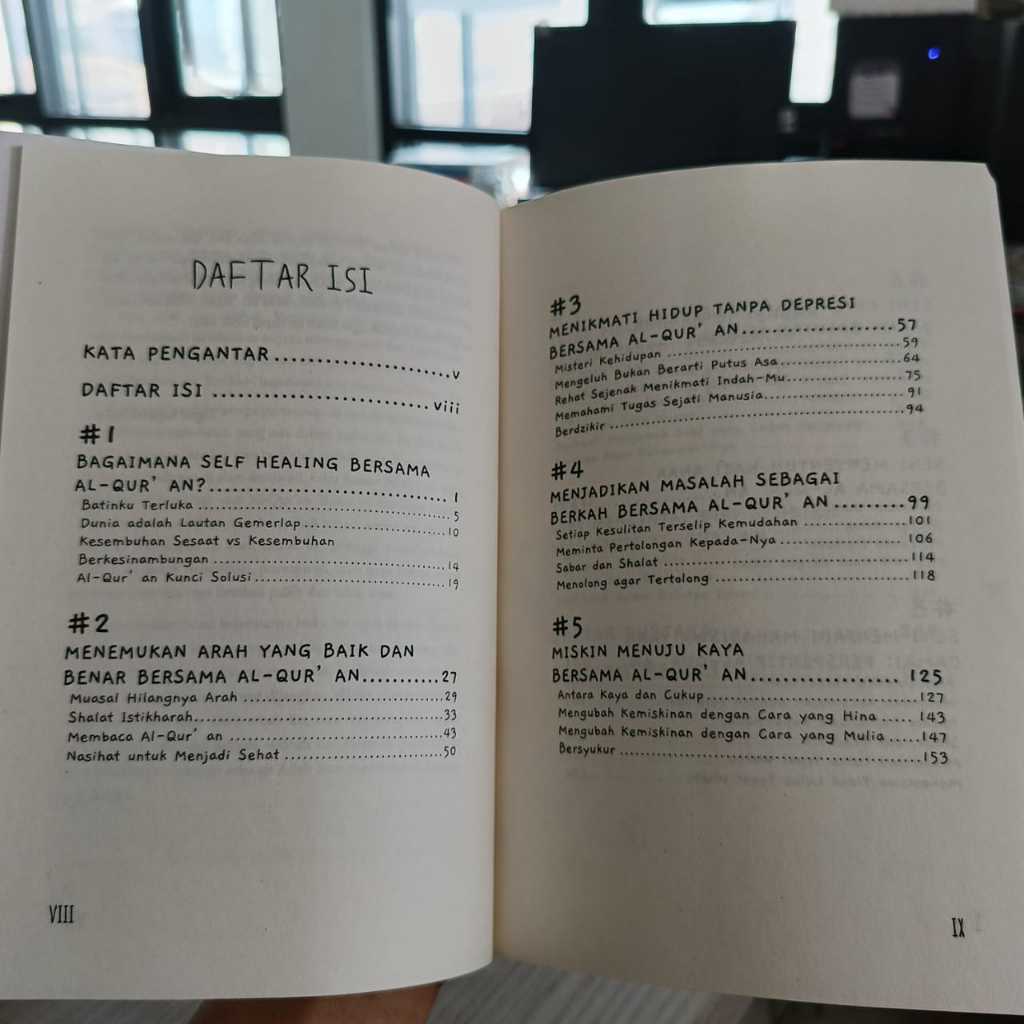 DAFTAR ISI
KATA PENGANTAR....................v
DAFTAR ISI ........................viii
#1
BAGAIMANA SELF HEALING BERSAMA
AL-QUR' AN?........................... 1
Batinku Terluka ................................ 5
Dunia adalah Lautan Gemerlap.................10
Kesembuhan Sesaat vs Kesembuhan
Berkesinambungan ...............................14
Al-Qur' an Kunci Solusi..........................19
#2
MENEMUKAN ARAH YANG BAIK DAN
BENAR BERSAMA AL-QUR' AN...........27
Muasal Hilangnya Arah ..........................29
Shalat Istikharah..................................33
Membaca Al-Qur' an ..............................43
Nasihat untuk Menjadi Sehat ....................50
VIII
#3
MENIKMATI HIDUP TANPA DEPRESI
BERSAMA AL-QUR' AN....................57
Misteri Kehidupan ................................59
Mengeluh Bukan Berarti Putus Asa...............64
Rehat Sejenak Menikmati Indah-Mu..............75
Memahami Tugas Sejati Manusia..................91
Berdzikir ..........................................94
#4
MENJADIKAN MASALAH SEBAGAI
BERKAH BERSAMA AL-QUR' AN .........99
Setiap Kesulitan Terselip Kemudahan .............101
Meminta Pertolongan Kepada-Nya ................. 106
Sabar dan Shalat .................................114
Menolong agar Tertolong ..........................118
#5
MISKIN MENUJU KAYA
BERSAMA AL-QUR' AN.................. 125
Antara Kaya dan Cukup............................127
Mengubah Kemiskinan dengan Cara yang Hina ..... 143
Mengubah Kemiskinan dengan Cara yang Mulia .....147
Bersyukur ..........................................153
IX